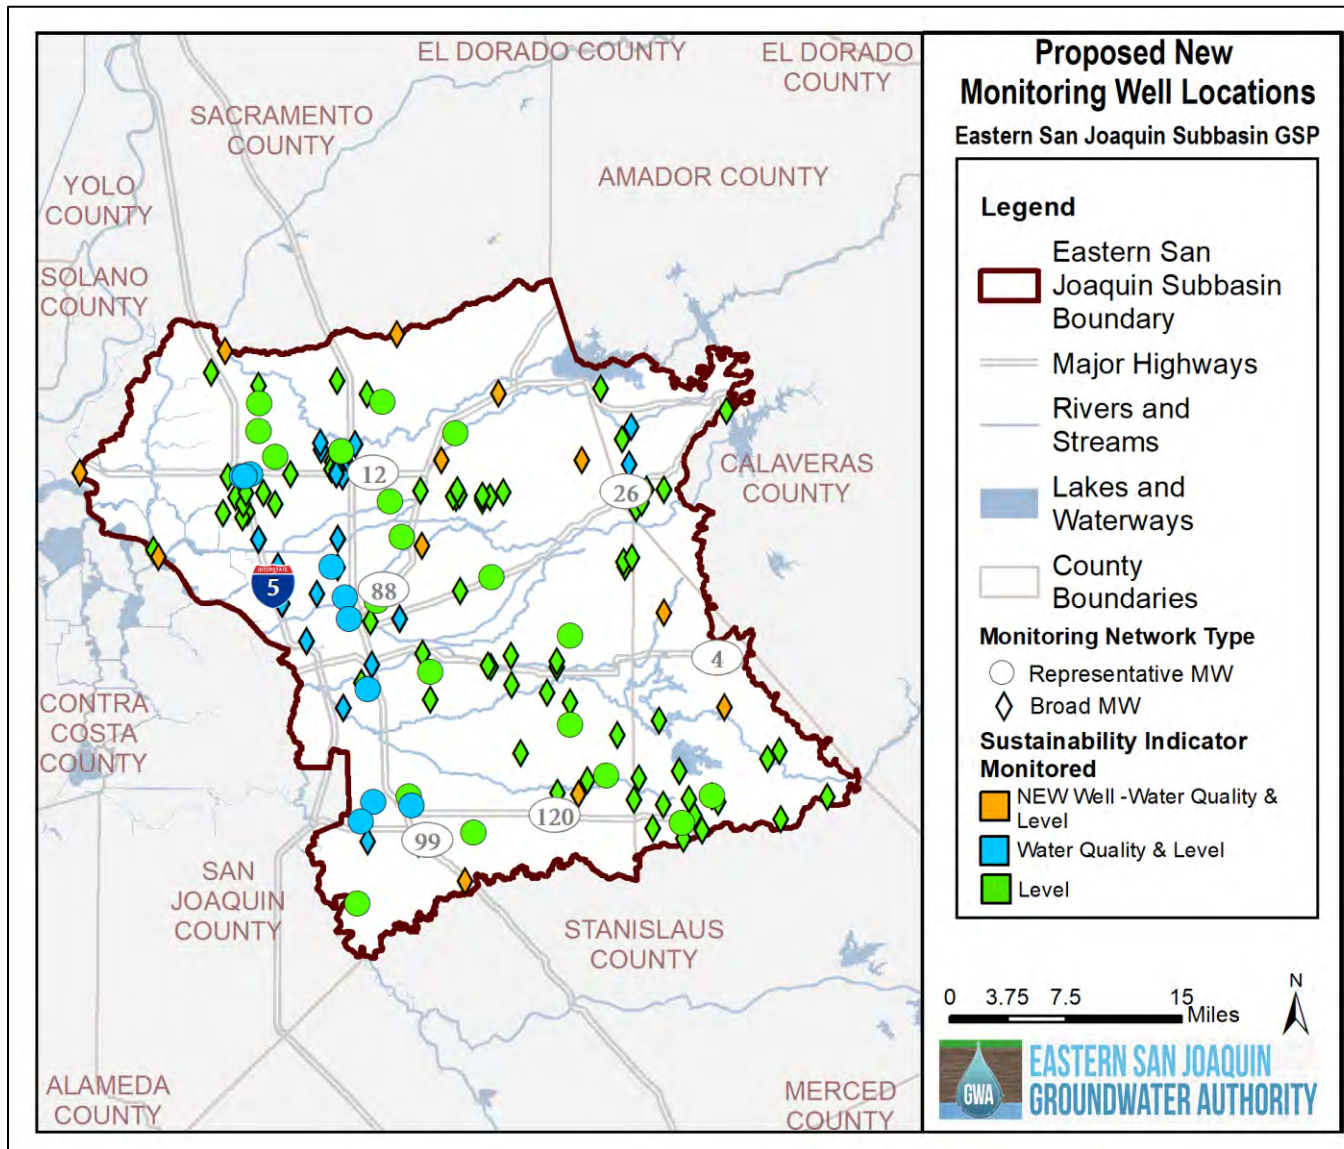 EL DORADO COUNTY
EL DORADO
COUNTY
SACRAMENTO
COUNTY
YOLO
COUNTY
AMADOR COUNTY
SOLANO
COUNTY
CALAVERAS
COUNTY
12
26
INTERSTATE
5
88
4
CONTRA
COSTA
COUNTY
120
99
SAN
JOAQUIN
COUNTY
STANISLAUS
COUNTY
ALAMEDA
COUNTY
MERCED
COUNTY
Proposed New
Monitoring Well Locations
Eastern San Joaquin Subbasin GSP
Legend
Eastern San
Joaquin Subbasin
Boundary
Major Highways
Rivers and
Streams
Lakes and
Waterways
County
Boundaries
Monitoring Network Type
Representative MW
Broad MW
Sustainability Indicator
Monitored
NEW Well -Water Quality &
Level
Water Quality & Level
Level
0 3.75 7.5 15
Miles
N
GWA
EASTERN SAN JOAQUIN
GROUNDWATER AUTHORITY